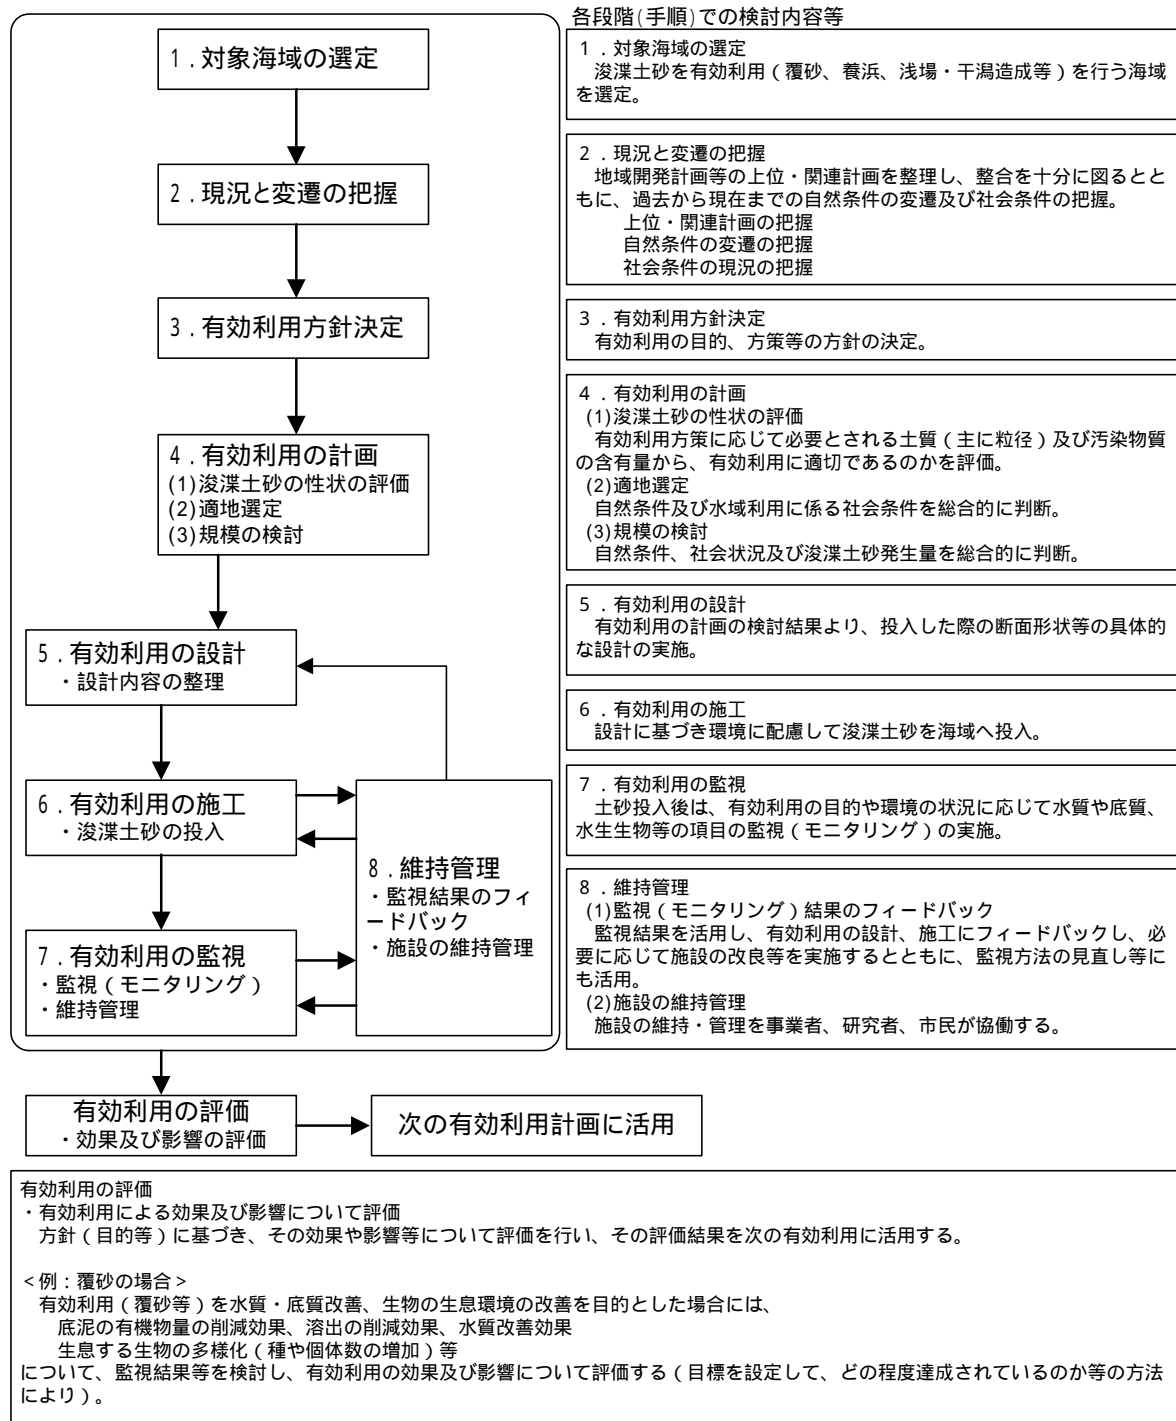 1．対象海域の選定
2．現況と変遷の把握
3．有効利用方針決定
4．有効利用の計画
(1)浚渫土砂の性状の評価
(2)適地選定
(3)規模の検討
5．有効利用の設計
・設計内容の整理
6．有効利用の施工
・浚渫土砂の投入
7．有効利用の監視
・監視（モニタリング）
・維持管理
8．維持管理
・監視結果のフィ
ードバック
・施設の維持管理
有効利用の評価
・効果及び影響の評価
次の有効利用計画に活用
各段階(手順)での検討内容等
1．対象海域の選定
浚渫土砂を有効利用（覆砂、養浜、浅場・干潟造成等）を行う海域
を選定。
2．現況と変遷の把握
地域開発計画等の上位・関連計画を整理し、整合を十分に図るとと
もに、過去から現在までの自然条件の変遷及び社会条件の把握。
上位・関連計画の把握
自然条件の変遷の把握
社会条件の現況の把握
3．有効利用方針決定
有効利用の目的、方策等の方針の決定。
4．有効利用の計画
(1)浚渫土砂の性状の評価
有効利用方策に応じて必要とされる土質（主に粒径）及び汚染物質
の含有量から、有効利用に適切であるのかを評価。
(2)適地選定
自然条件及び水域利用に係る社会条件を総合的に判断。
(3)規模の検討
自然条件、社会状況及び浚渫土砂発生量を総合的に判断。
5．有効利用の設計
有効利用の計画の検討結果より、投入した際の断面形状等の具体的
な設計の実施。
6．有効利用の施工
設計に基づき環境に配慮して浚渫土砂を海域へ投入。
7．有効利用の監視
土砂投入後は、有効利用の目的や環境の状況に応じて水質や底質、
水生生物等の項目の監視（モニタリング）の実施。
8．維持管理
(1)監視（モニタリング）結果のフィードバック
監視結果を活用し、有効利用の設計、施工にフィードバックし、必
要に応じて施設の改良等を実施するとともに、監視方法の見直し等に
も活用。
(2)施設の維持管理
施設の維持・管理を事業者、研究者、市民が協働する。
有効利用の評価
・有効利用による効果及び影響について評価
方針（目的等）に基づき、その効果や影響等について評価を行い、その評価結果を次の有効利用に活用する。
＜例：覆砂の場合＞
有効利用（覆砂等）を水質・底質改善、生物の生息環境の改善を目的とした場合には、
底泥の有機物量の削減効果、溶出の削減効果、水質改善効果
生息する生物の多様化（種や個体数の増加）等
について、監視結果等を検討し、有効利用の効果及び影響について評価する（目標を設定して、どの程度達成されているのか等の方法
により）。